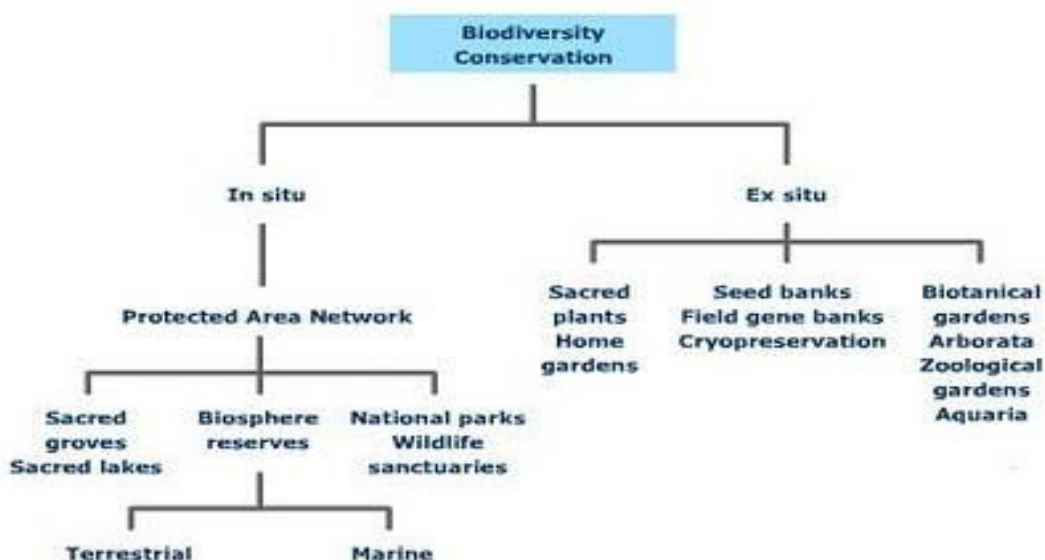 Biodiversity
Conservation
In situ
Ex situ
Protected Area Network
Sacred
plants
Home
gardens
Seed banks
Field gene banks
Cryopreservation
Biotanical
gardens
Arborata
Zoological
gardens
Aquaria
Sacred
groves
Sacred lakes
Biosphere
reserves
National parks
Wildlife
sanctuaries
Terrestrial
Marine